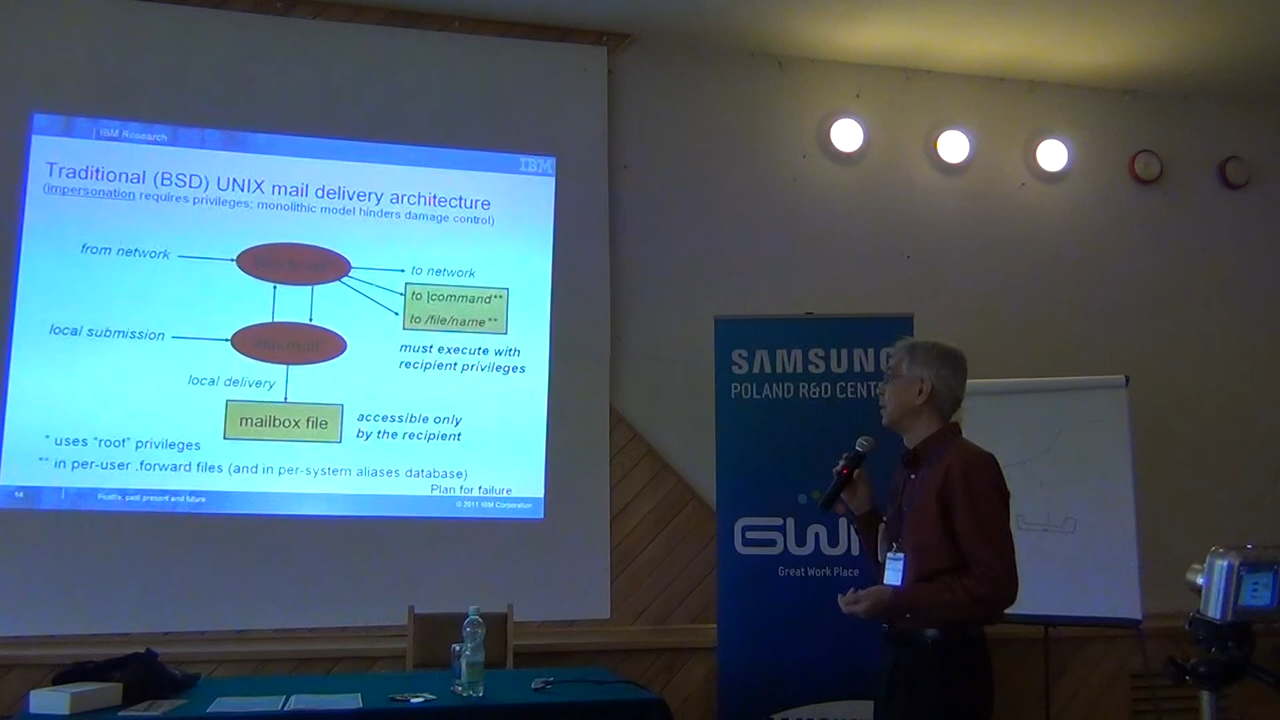 IBM Research
IBM
Traditional (BSD) UNIX mail delivery architecture
(impersonation requires privileges; monolithic model hinders damage control)
from network
to network
to |command**
to /file/name**
local submission
must execute with
recipient privileges
local delivery
mailbox file
accessible only
by the recipient
* uses "root" privileges
** in per-user .forward files (and in per-system aliases database)
Plan for failure
Postfix, past present and future
© 2011 IBM Corporation
SAMSUNG
POLAND R&D CENT
GW
Great Work Place
SAMSUNG